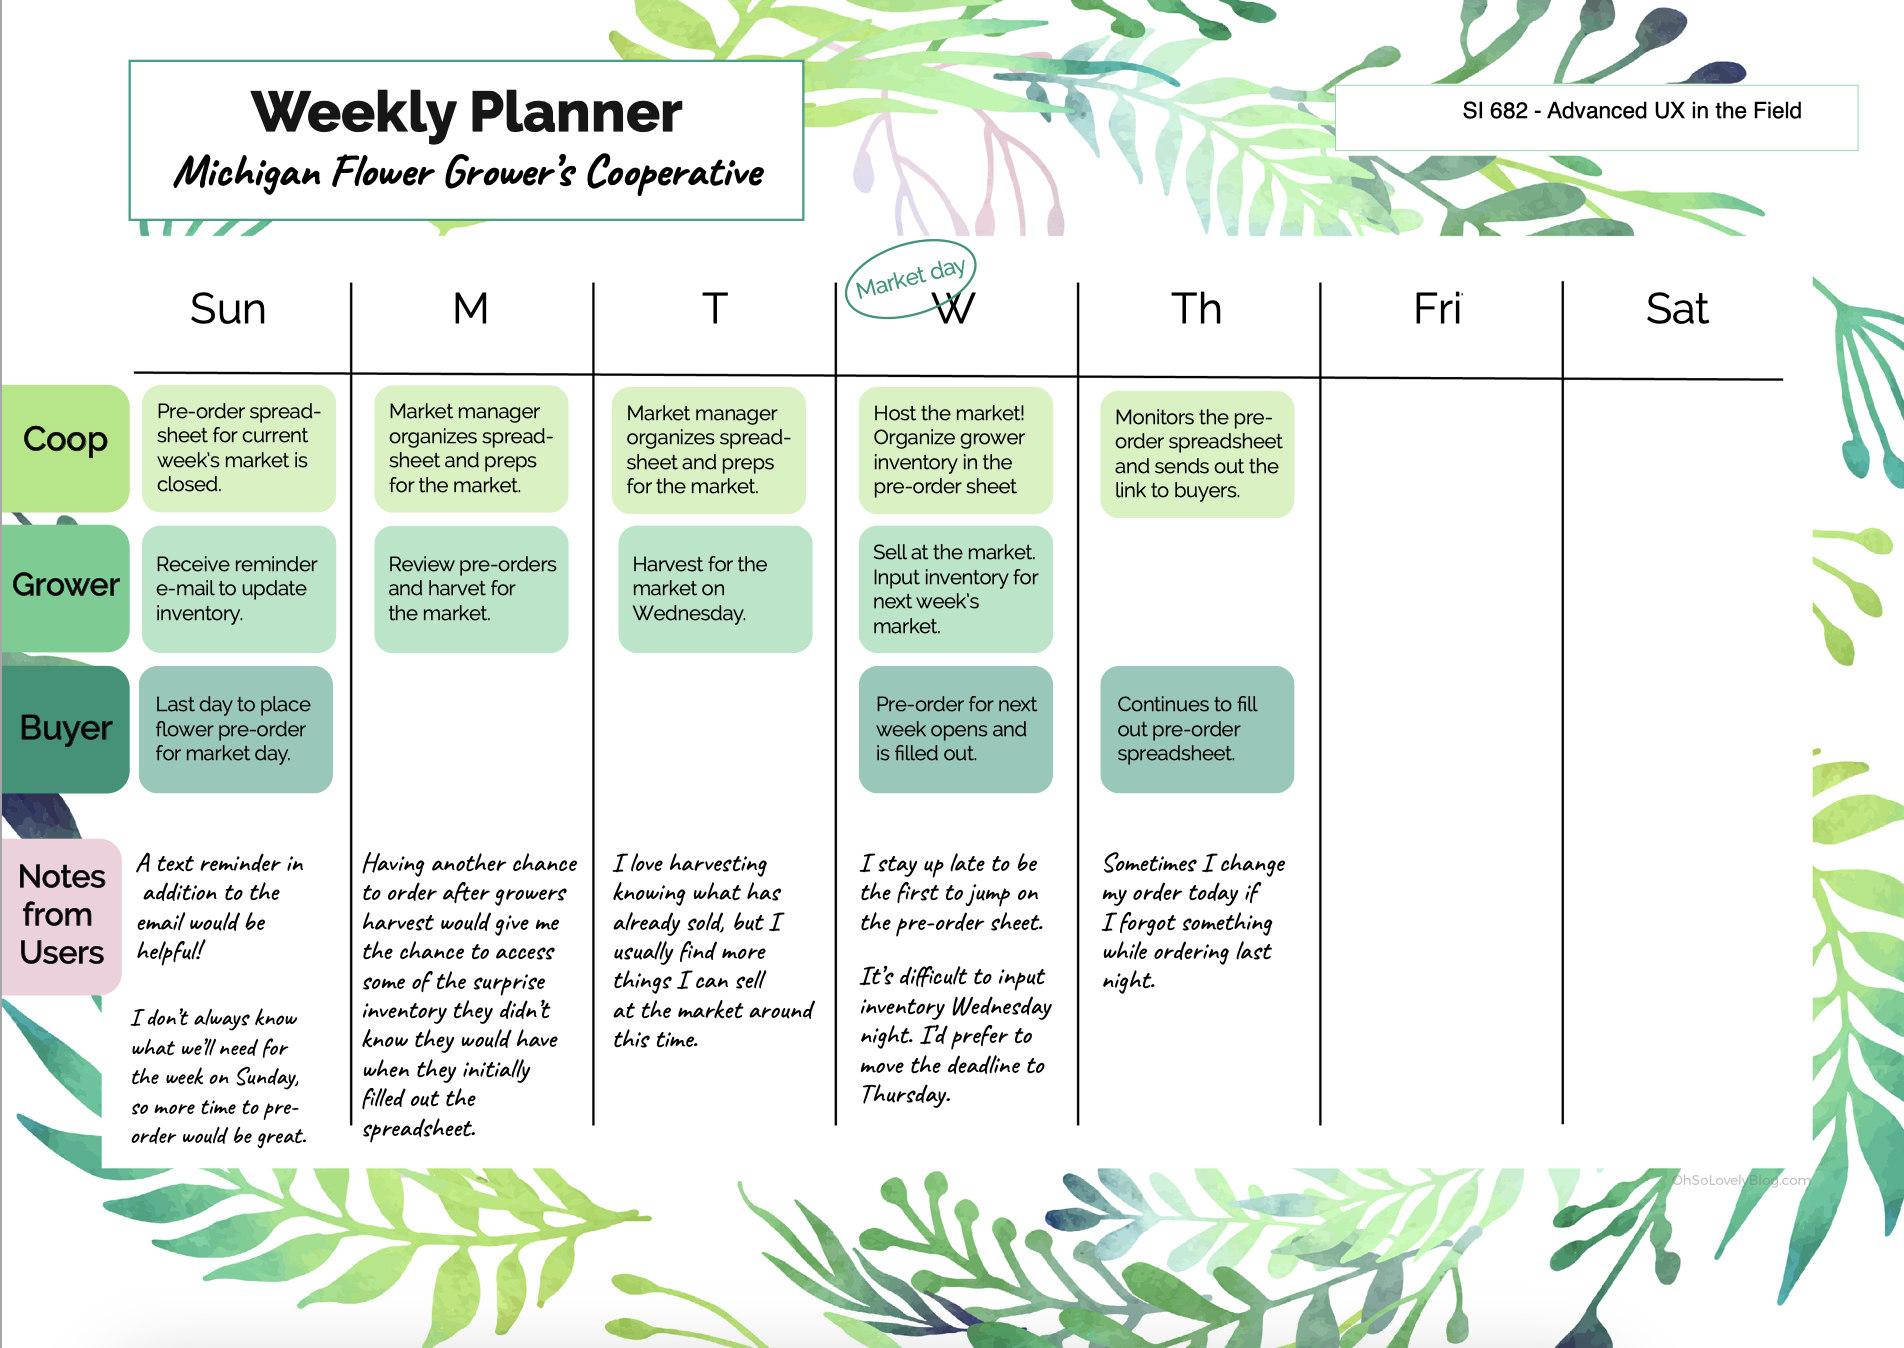 Weekly Planner
Michigan Flower Grower's Cooperative
SI 682 - Advanced UX in the Field
Market day
Sun
M
T
W
Th
Fri
Sat
Coop
Pre-order spread-
sheet for current
week's market is
closed.
Market manager
organizes spread-
sheet and preps
for the market.
Market manager
organizes spread-
sheet and preps
for the market.
Host the market!
Organize grower
inventory in the
pre-order sheet
Monitors the pre-
order spreadsheet
and sends out the
link to buyers.
Grower
Receive reminder
e-mail to update
inventory.
Review pre-orders
and harvet for
the market.
Harvest for the
market on
Wednesday.
Sell at the market.
Input inventory for
next week's
market.
Buyer
Last day to place
flower pre-order
for market day.
Pre-order for next
week opens and
is filled out.
Continues to fill
out pre-order
spreadsheet.
Notes
from
Users
A text reminder in
addition to the
email would be
helpful!
I don't always know
what we'll need for
the week on Sunday,
so more time to pre-
order would be great.
Having another chance
to order after growers
harvest would give me
the chance to access
some of the surprise
inventory they didn't
know they would have
when they initially
filled out the
spreadsheet.
I love harvesting
knowing what has
already sold, but I
usually find more
things I can sell
at the market around
this time.
I stay up late to be
the first to jump on
the pre-order sheet.
It's difficult to input
inventory Wednesday
night. I'd prefer to
move the deadline to
Thursday.
Sometimes I change
my order today if
I forgot something
while ordering last
night.
OhSoLovelyBlog.com